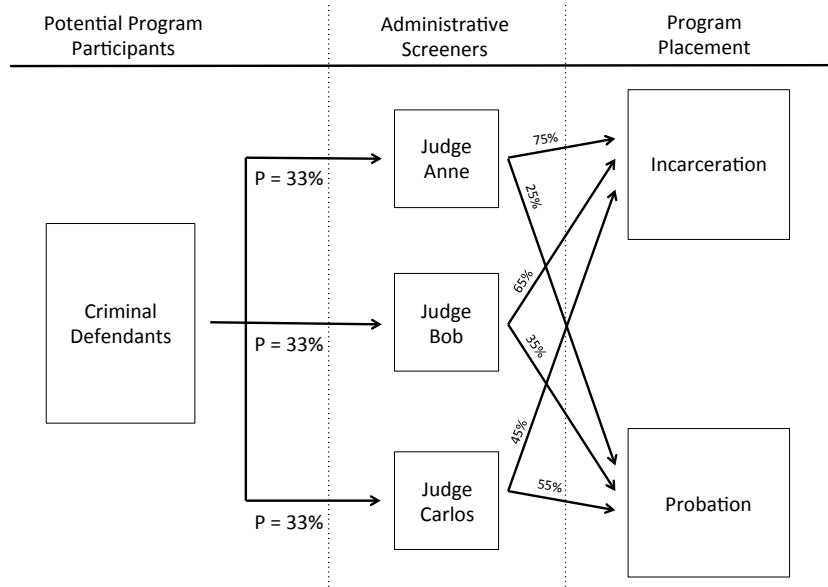 Potential Program
Participants
Administrative
Screeners
Program
Placement
Criminal
Defendants
P = 33%
P = 33%
P = 33%
Judge
Anne
Judge
Bob
Judge
Carlos
75%
25%
65%
35%
45%
55%
Incarceration
Probation